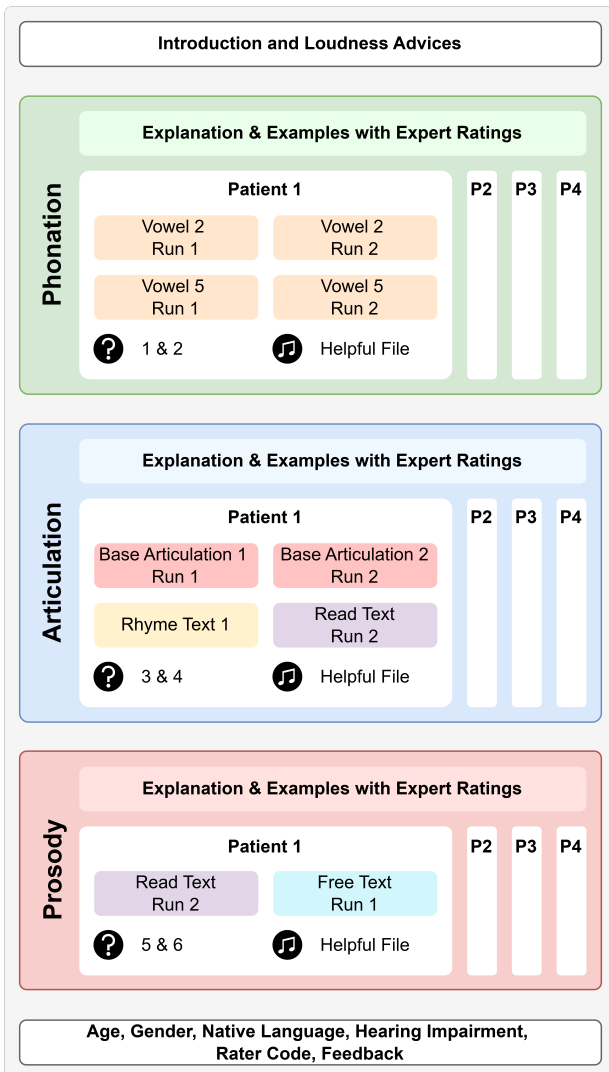 Introduction and Loudness Advices
Phonation
Explanation & Examples with Expert Ratings
Patient 1
P2
P3
P4
Vowel 2
Run 1
Vowel 2
Run 2
Vowel 5
Run 1
Vowel 5
Run 2
? 1 & 2
Helpful File
Articulation
Explanation & Examples with Expert Ratings
Patient 1
P2
P3
P4
Base Articulation 1
Run 1
Base Articulation 2
Run 2
Rhyme Text 1
Read Text
Run 2
? 3 & 4
Helpful File
Prosody
Explanation & Examples with Expert Ratings
Patient 1
P2
P3
P4
Read Text
Run 2
Free Text
Run 1
? 5 & 6
Helpful File
Age, Gender, Native Language, Hearing Impairment,
Rater Code, Feedback